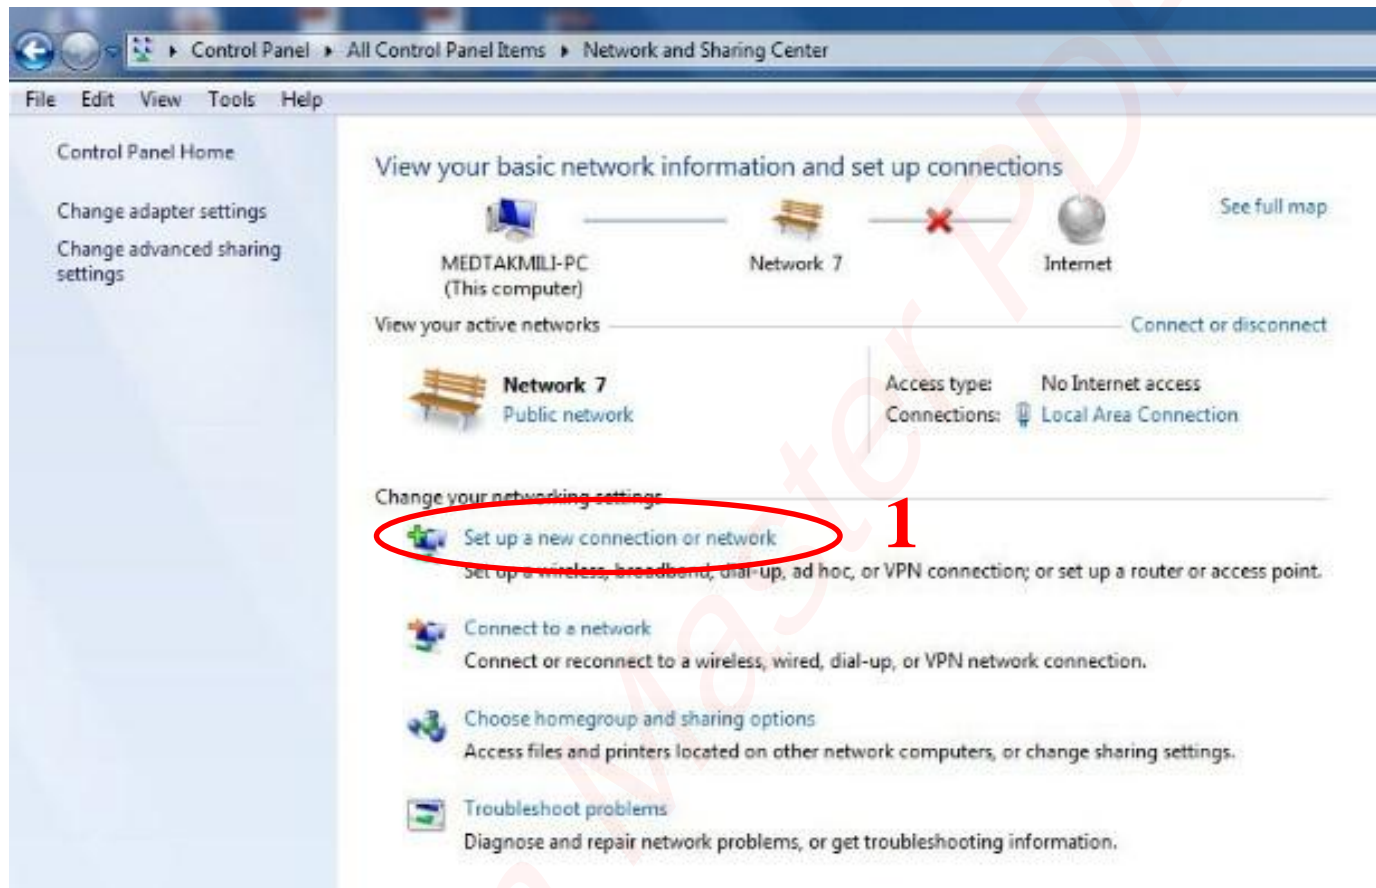 Control Panel ▸ All Control Panel Items ▸ Network and Sharing Center
File Edit View Tools Help
Control Panel Home
Change adapter settings
Change advanced sharing
settings
View your basic network information and set up connections
See full map
MEDTAKMILI-PC
(This computer)
Network 7
Internet
View your active networks
Connect or disconnect
Network 7
Public network
Access type: No Internet access
Connections: Local Area Connection
Change your networking settings
Set up a new connection or network
1
Set up a wireless, broadband, dial-up, ad hoc, or VPN connection; or set up a router or access point.
Connect to a network
Connect or reconnect to a wireless, wired, dial-up, or VPN network connection.
Choose homegroup and sharing options
Access files and printers located on other network computers, or change sharing settings.
Troubleshoot problems
Diagnose and repair network problems, or get troubleshooting information.
Master PD